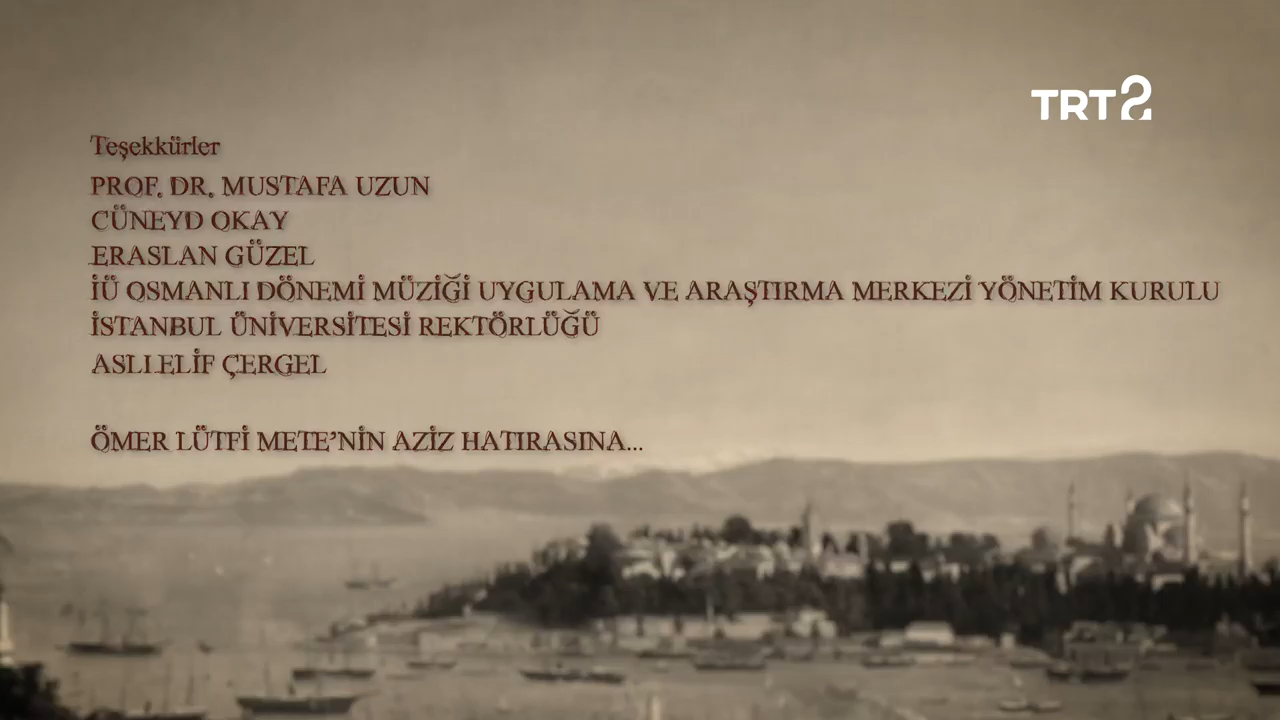 TRT2
Teşekkürler
PROF. DR. MUSTAFA UZUN
CÜNEYD OKAY
ERASLAN GÜZEL
İÜ OSMANLI DÖNEMİ MÜZİĞİ UYGULAMA VE ARAŞTIRMA MERKEZİ YÖNETİM KURULU
İSTANBUL ÜNİVERSİTESİ REKTÖRLÜĞÜ
ASLI ELİF ÇERGEL
ÖMER LÜTFİ METE'NİN AZİZ HATIRASINA...